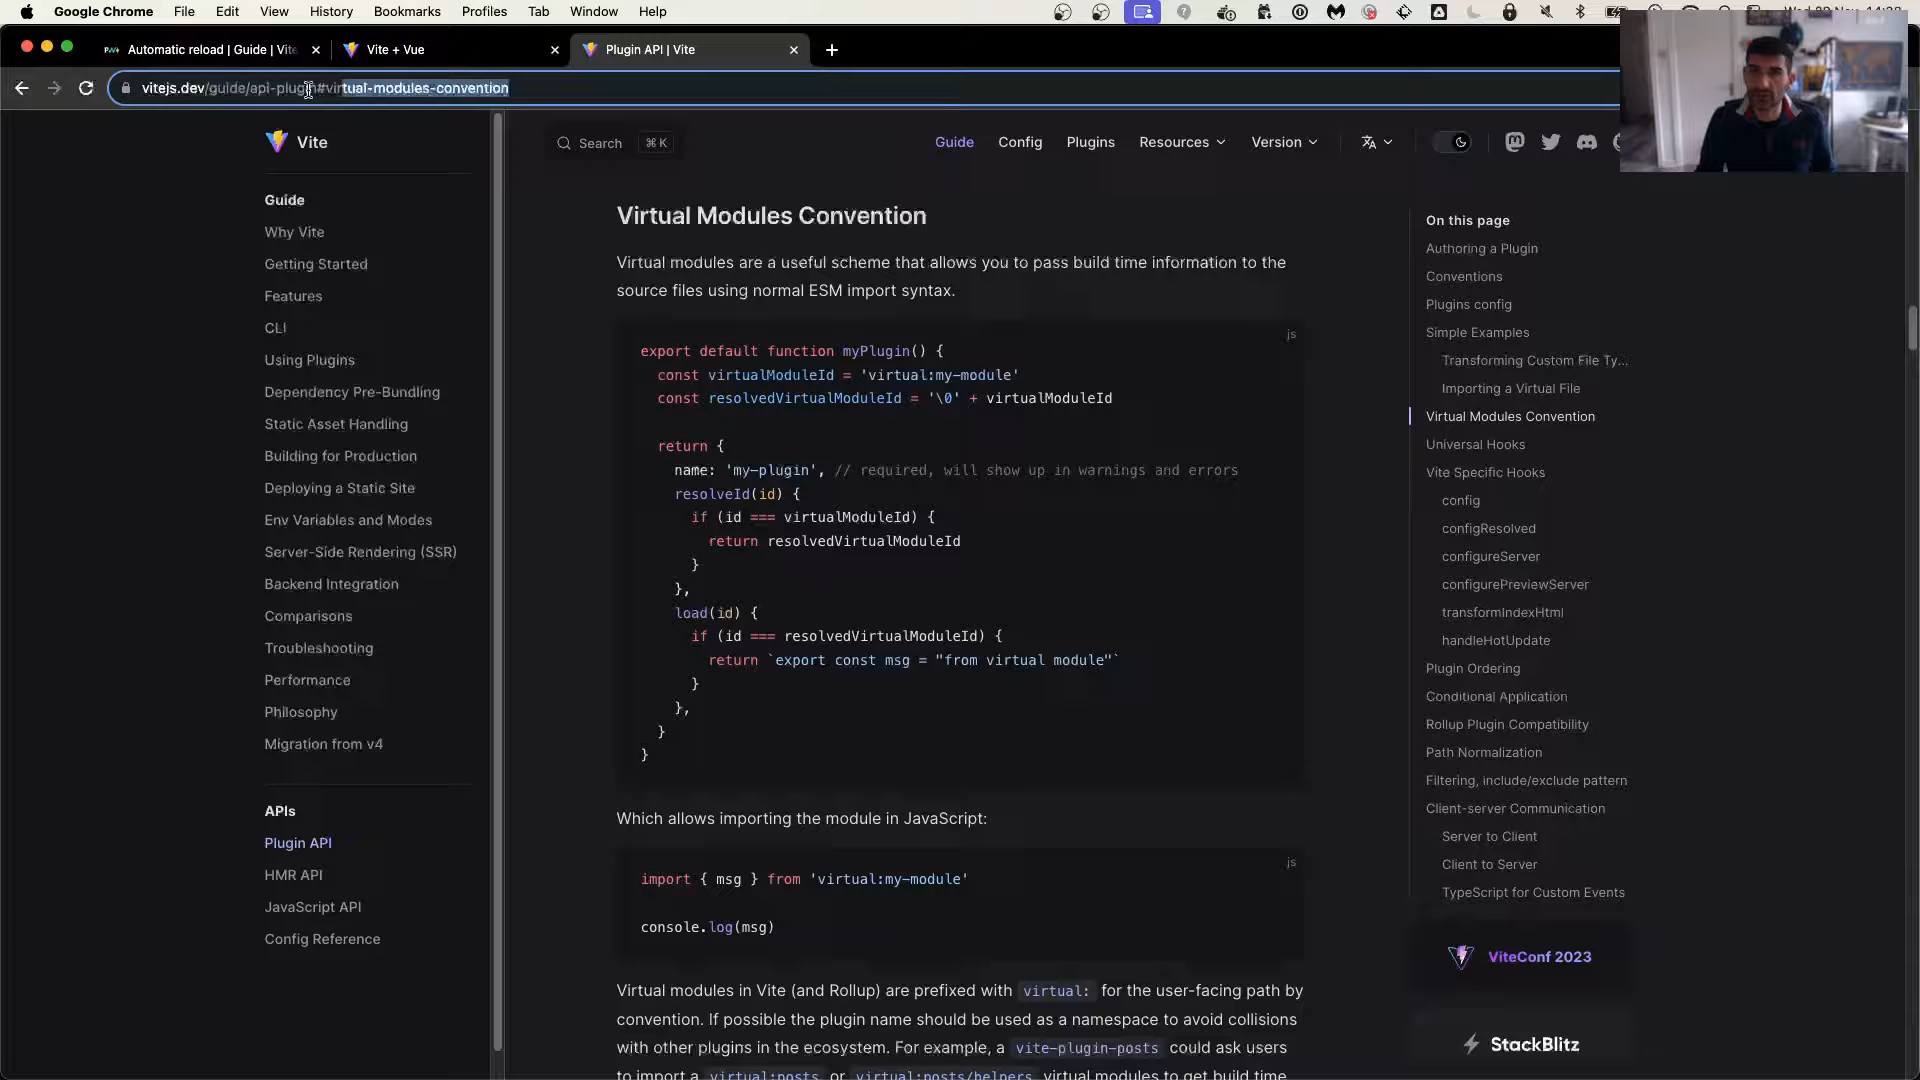 Google Chrome File Edit View History Bookmarks Profiles Tab Window Help
Automatic reload | Guide | Vite
Vite + Vue
Plugin API | Vite
vitejs.dev/guide/api-plugin#virtual-modules-convention
Vite
Search ⌘ K
Guide Config Plugins Resources Version
Guide
Why Vite
Getting Started
Features
CLI
Using Plugins
Dependency Pre-Bundling
Static Asset Handling
Building for Production
Deploying a Static Site
Env Variables and Modes
Server-Side Rendering (SSR)
Backend Integration
Comparisons
Troubleshooting
Performance
Philosophy
Migration from v4
APIs
Plugin API
HMR API
JavaScript API
Config Reference
Virtual Modules Convention
Virtual modules are a useful scheme that allows you to pass build time information to the
source files using normal ESM import syntax.
js
export default function myPlugin() {
const virtualModuleId = 'virtual:my-module'
const resolvedVirtualModuleId = '\0' + virtualModuleId
return {
name: 'my-plugin', // required, will show up in warnings and errors
resolveId(id) {
if (id === virtualModuleId) {
return resolvedVirtualModuleId
}
},
load(id) {
if (id === resolvedVirtualModuleId) {
return `export const msg = "from virtual module"`
}
},
}
}
Which allows importing the module in JavaScript:
js
import { msg } from 'virtual:my-module'
console.log(msg)
Virtual modules in Vite (and Rollup) are prefixed with virtual: for the user-facing path by
convention. If possible the plugin name should be used as a namespace to avoid collisions
with other plugins in the ecosystem. For example, a vite-plugin-posts could ask users
to import a virtual:posts or virtual:posts/helpers virtual modules to get build time
On this page
Authoring a Plugin
Conventions
Plugins config
Simple Examples
Transforming Custom File Ty...
Importing a Virtual File
Virtual Modules Convention
Universal Hooks
Vite Specific Hooks
config
configResolved
configureServer
configurePreviewServer
transformIndexHtml
handleHotUpdate
Plugin Ordering
Conditional Application
Rollup Plugin Compatibility
Path Normalization
Filtering, include/exclude pattern
Client-server Communication
Server to Client
Client to Server
TypeScript for Custom Events
ViteConf 2023
StackBlitz